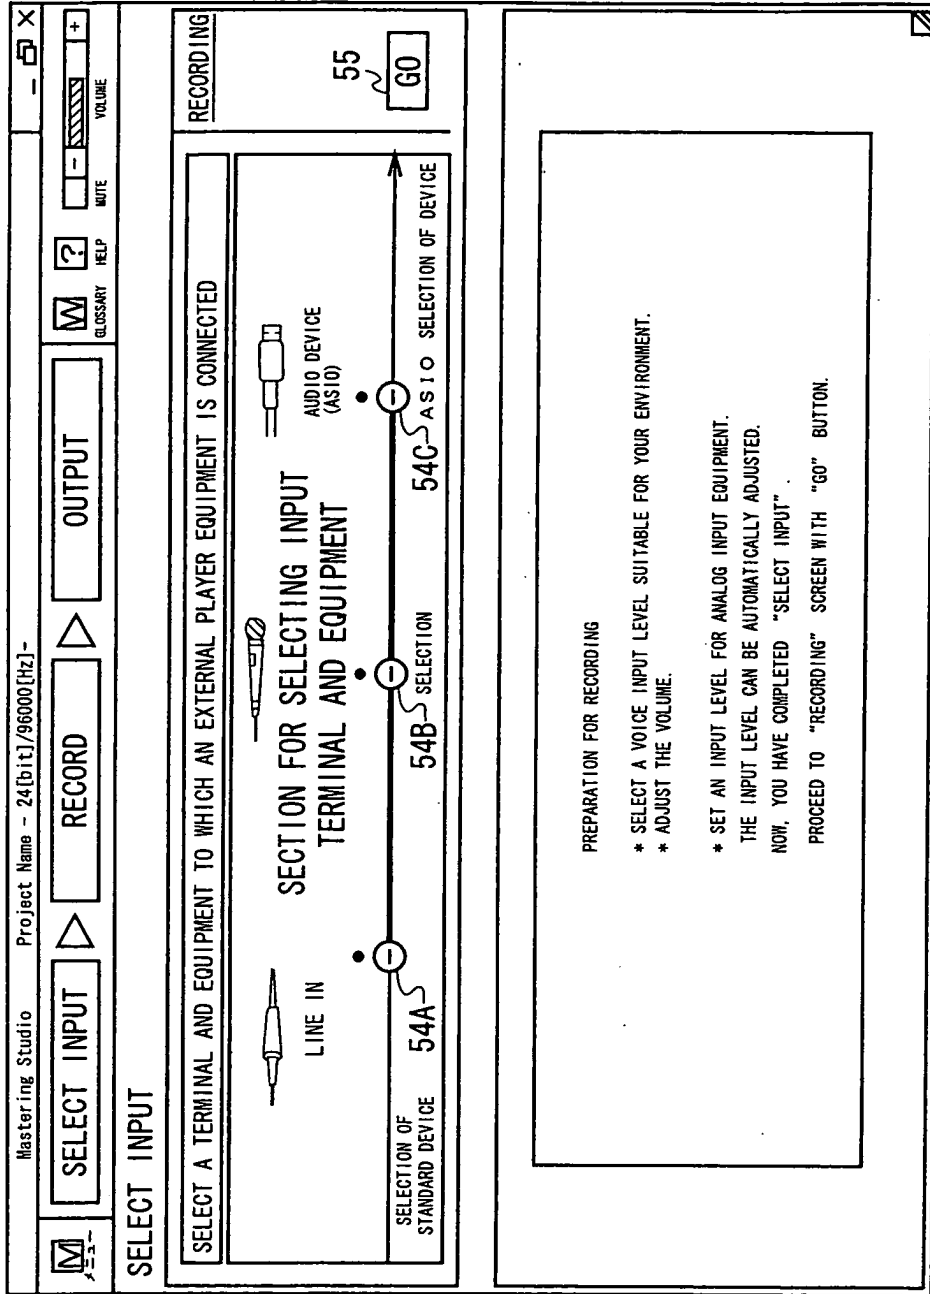 Mastering Studio Project Name - 24[bit]/96000[Hz]-
M
メニュー
SELECT INPUT
RECORD
OUTPUT
W
GLOSSARY
?
HELP
MUTE
-
+
VOLUME
SELECT INPUT
SELECT A TERMINAL AND EQUIPMENT TO WHICH AN EXTERNAL PLAYER EQUIPMENT IS CONNECTED
RECORDING
LINE IN
SECTION FOR SELECTING INPUT
TERMINAL AND EQUIPMENT
AUDIO DEVICE
(ASIO)
55
GO
SELECTION OF
STANDARD DEVICE
54A
54B
SELECTION
54C
ASIO SELECTION OF DEVICE
PREPARATION FOR RECORDING
* SELECT A VOICE INPUT LEVEL SUITABLE FOR YOUR ENVIRONMENT.
* ADJUST THE VOLUME.
* SET AN INPUT LEVEL FOR ANALOG INPUT EQUIPMENT.
THE INPUT LEVEL CAN BE AUTOMATICALLY ADJUSTED.
NOW, YOU HAVE COMPLETED "SELECT INPUT".
PROCEED TO "RECORDING" SCREEN WITH "GO" BUTTON.